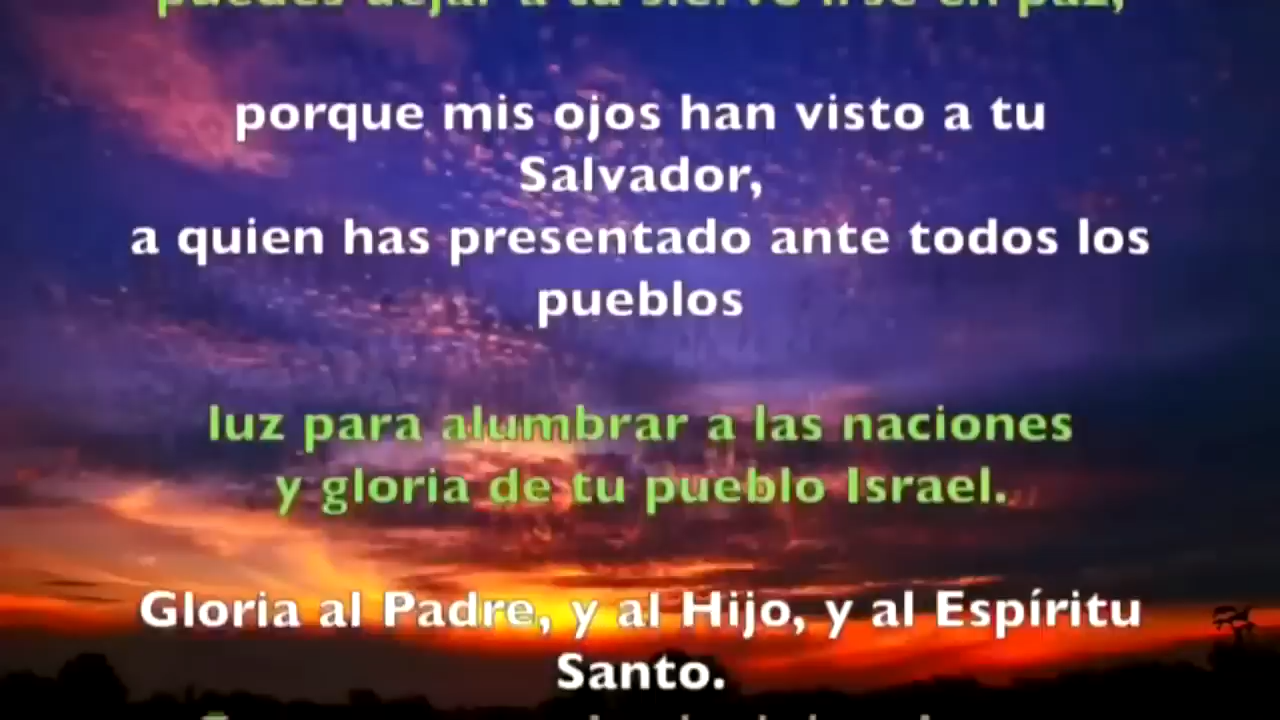 puedes dejar a tu siervo irse en paz,
porque mis ojos han visto a tu
Salvador,
a quien has presentado ante todos los
pueblos
luz para alumbrar a las naciones
y gloria de tu pueblo Israel.
Gloria al Padre, y al Hijo, y al Espíritu
Santo.